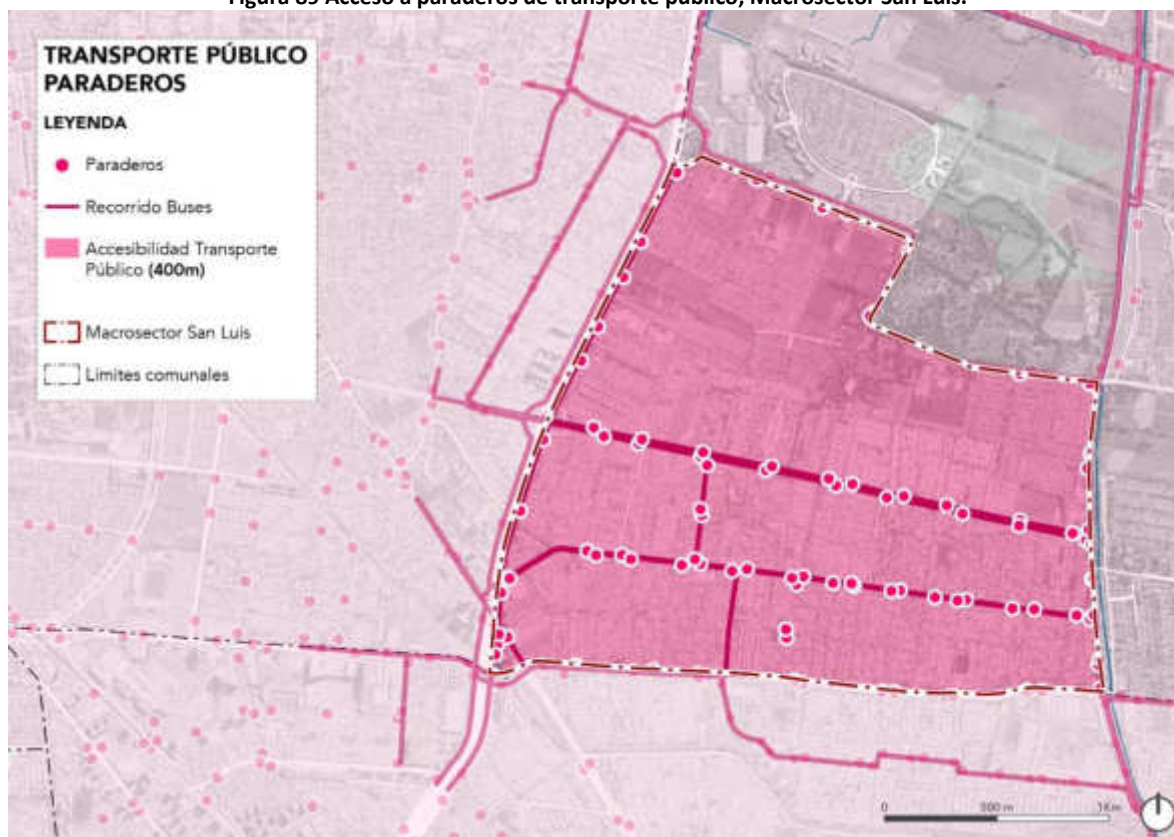 Figura 85 Acceso a paraderos de transporte público, Macrosector San Luis.
TRANSPORTE PÚBLICO
PARADEROS
LEYENDA
Paraderos
Recorrido Buses
Accesibilidad Transporte
Público (400m)
Macrosector San Luis
Limites comunales
0 500 m 1Km